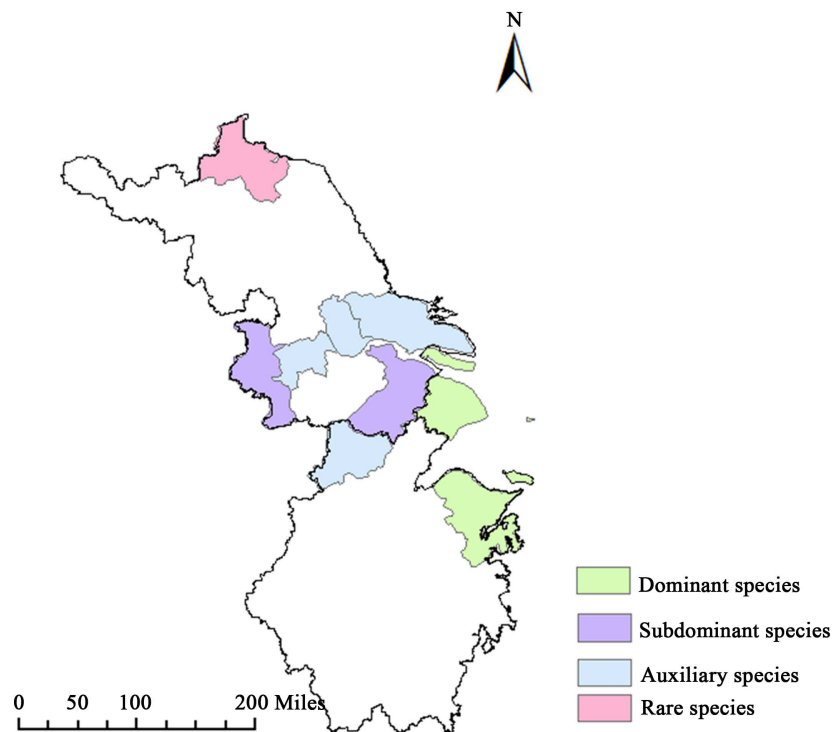 N
Dominant species
Subdominant species
Auxiliary species
Rare species
0 50 100 200 Miles